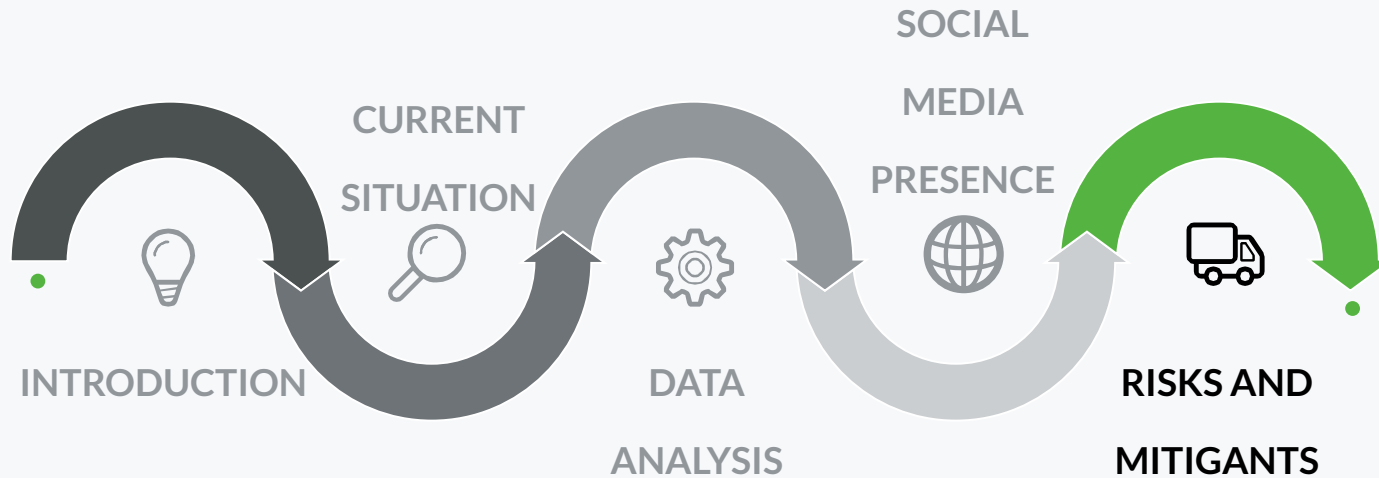 INTRODUCTION
CURRENT
SITUATION
DATA
ANALYSIS
SOCIAL
MEDIA
PRESENCE
RISKS AND
MITIGANTS